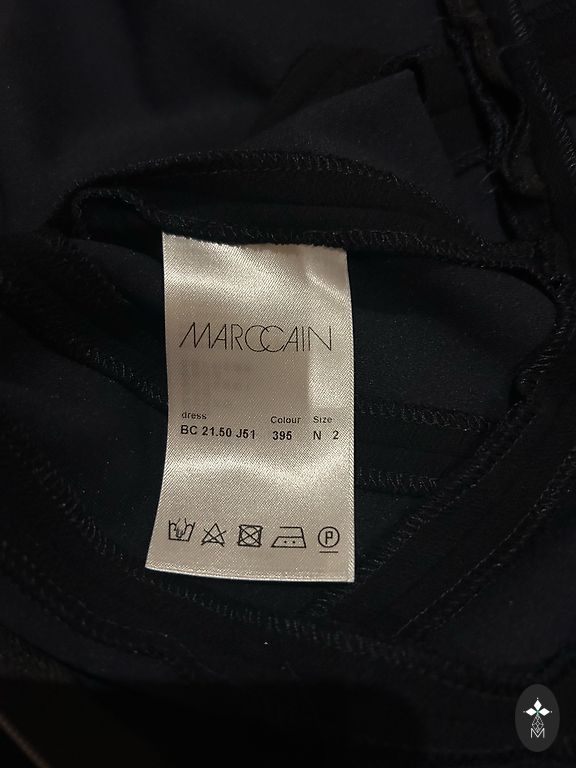 MARCCAIN
dress Colour Size
BC 21.50 J51 395 N 2
P
M